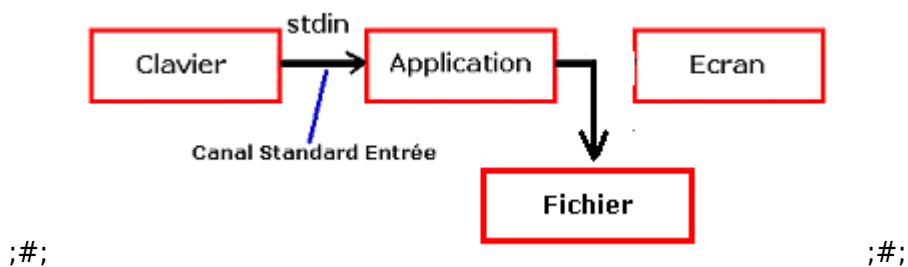 stdin
Clavier
Application
Ecran
Canal Standard Entrée
Fichier
;#; ;#;